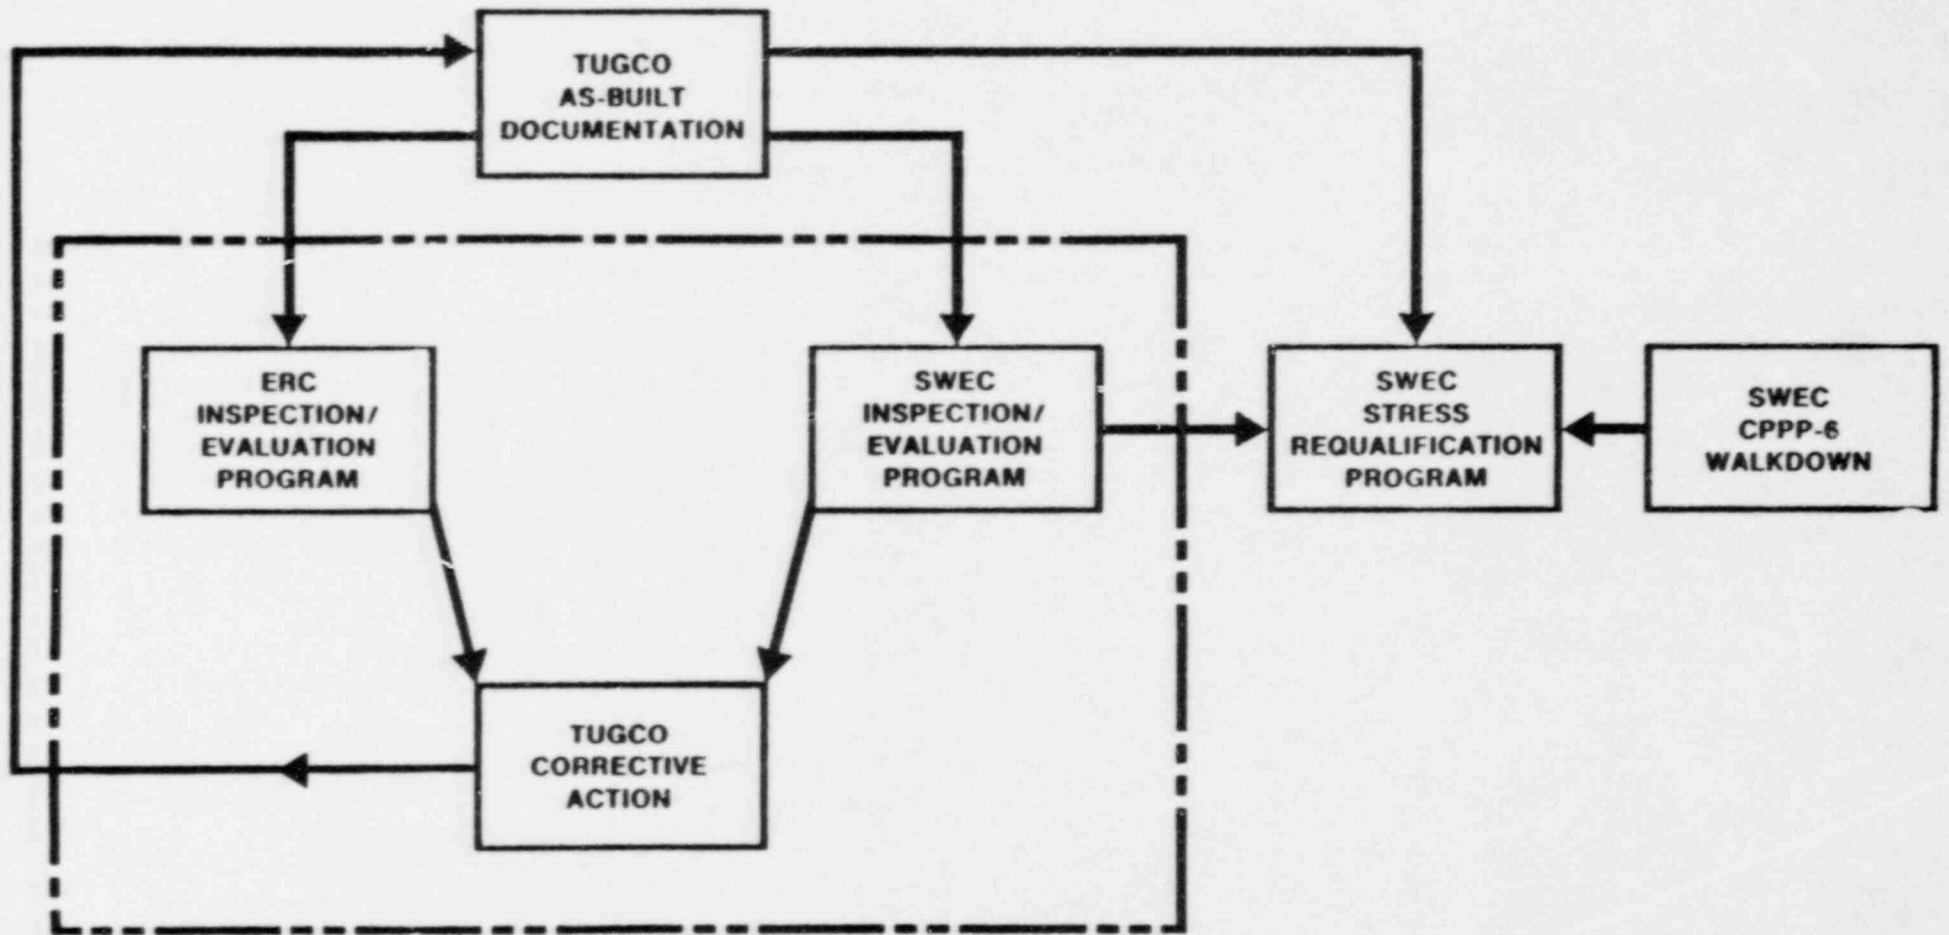 TUGCO
AS-BUILT
DOCUMENTATION
ERC
INSPECTION/
EVALUATION
PROGRAM
SWEC
INSPECTION/
EVALUATION
PROGRAM
SWEC
STRESS
REQUALIFICATION
PROGRAM
SWEC
CPPP-6
WALKDOWN
TUGCO
CORRECTIVE
ACTION